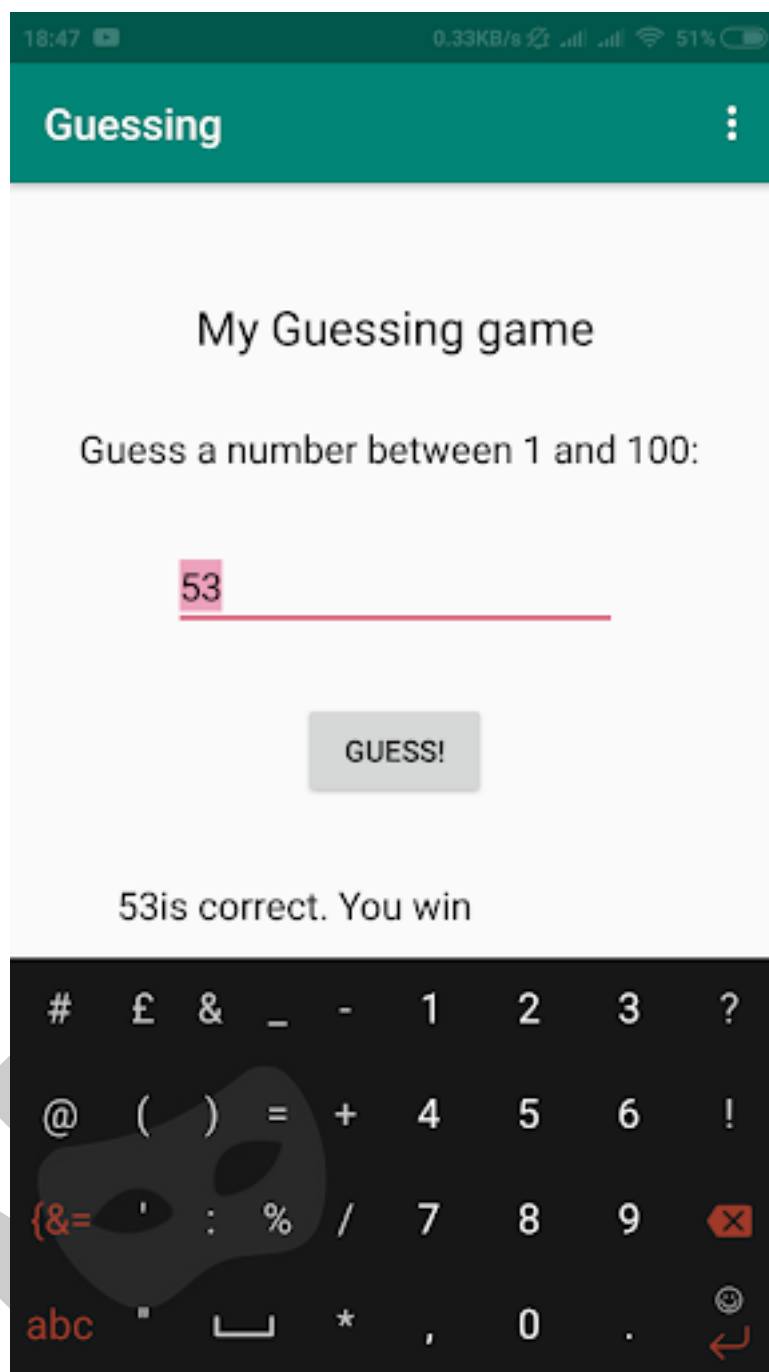 18:47 0.33KB/s 51%
Guessing
My Guessing game
Guess a number between 1 and 100:
53
GUESS!
53is correct. You win
# £ & _ - 1 2 3 ?
@ ( ) = + 4 5 6 !
{&= ' : % / 7 8 9
abc " * , 0 .